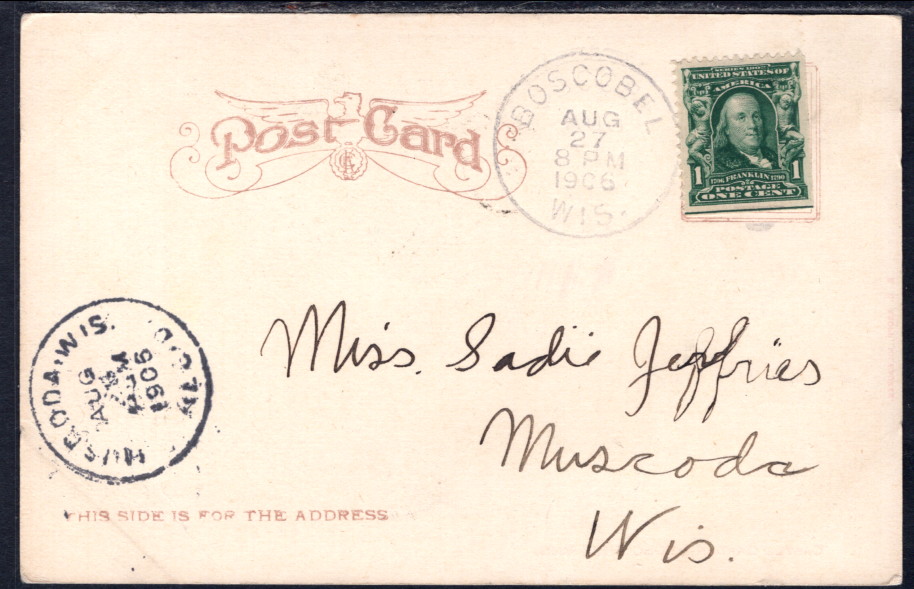 Post Card
BOSCOBEL
AUG
27
8 PM
1906
WIS.
SERIES 1902
UNITED STATES OF
AMERICA
1 1
1706 FRANKLIN 1790
POSTAGE
ONE CENT
Miss. Sadie Jeffries
Muscoda
Wis.
MUSCODA. WIS.
REC'D.
AUG
28
1906
THIS SIDE IS FOR THE ADDRESS